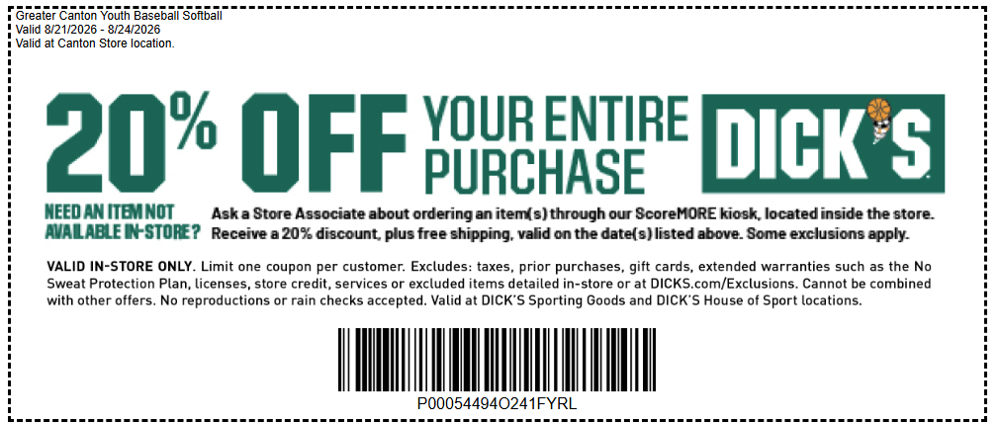 Greater Canton Youth Baseball Softball
Valid 8/21/2026 - 8/24/2026
Valid at Canton Store location.
20% OFF YOUR ENTIRE PURCHASE DICK'S
NEED AN ITEM NOT AVAILABLE IN-STORE?
Ask a Store Associate about ordering an item(s) through our ScoreMORE kiosk, located inside the store.
Receive a 20% discount, plus free shipping, valid on the date(s) listed above. Some exclusions apply.
VALID IN-STORE ONLY. Limit one coupon per customer. Excludes: taxes, prior purchases, gift cards, extended warranties such as the No
Sweat Protection Plan, licenses, store credit, services or excluded items detailed in-store or at DICKS.com/Exclusions. Cannot be combined
with other offers. No reproductions or rain checks accepted. Valid at DICK'S Sporting Goods and DICK'S House of Sport locations.
P00054494O241FYRL